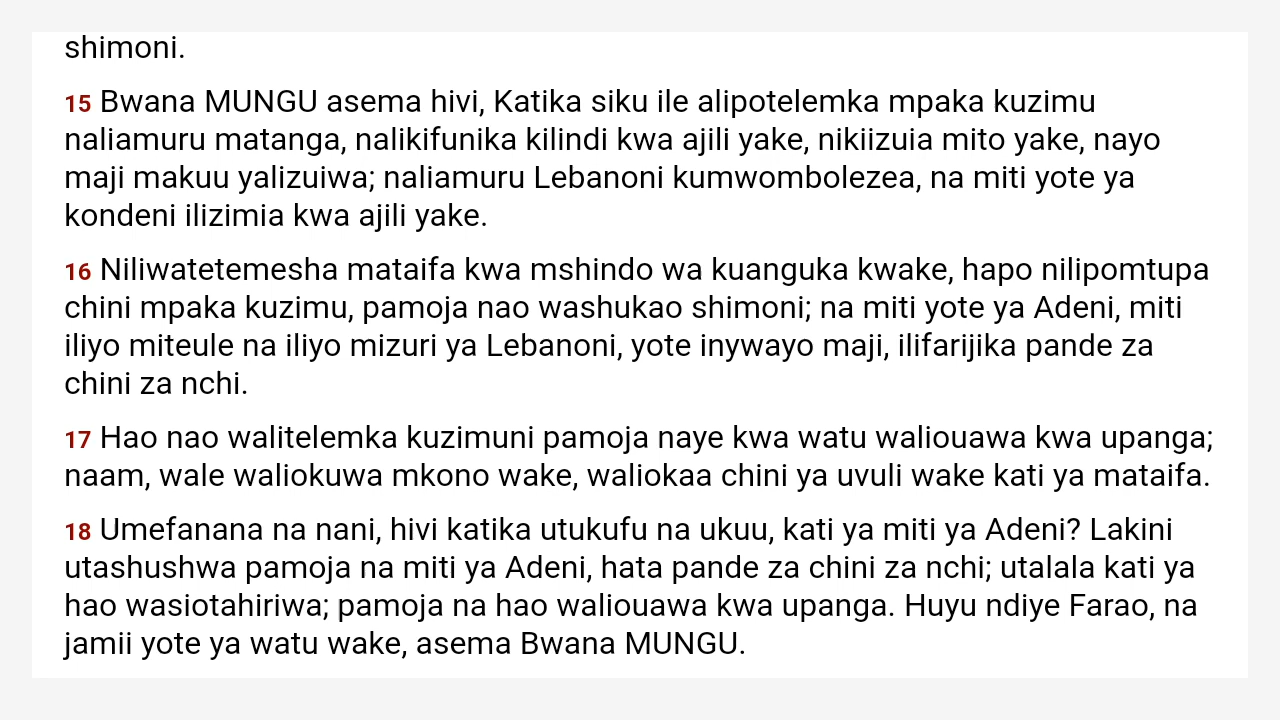 shimoni.
15 Bwana MUNGU asema hivi, Katika siku ile alipotelemka mpaka kuzimu
naliamuru matanga, nalikifunika kilindi kwa ajili yake, nikiizuia mito yake, nayo
maji makuu yalizuiwa; naliamuru Lebanoni kumwombolezea, na miti yote ya
kondeni ilizimia kwa ajili yake.
16 Niliwatetemesha mataifa kwa mshindo wa kuanguka kwake, hapo nilipomtupa
chini mpaka kuzimu, pamoja nao washukao shimoni; na miti yote ya Adeni, miti
iliyo miteule na iliyo mizuri ya Lebanoni, yote inywayo maji, ilifarijika pande za
chini za nchi.
17 Hao nao walitelemka kuzimuni pamoja naye kwa watu waliouawa kwa upanga;
naam, wale waliokuwa mkono wake, waliokaa chini ya uvuli wake kati ya mataifa.
18 Umefanana na nani, hivi katika utukufu na ukuu, kati ya miti ya Adeni? Lakini
utashushwa pamoja na miti ya Adeni, hata pande za chini za nchi; utalala kati ya
hao wasiotahiriwa; pamoja na hao waliouawa kwa upanga. Huyu ndiye Farao, na
jamii yote ya watu wake, asema Bwana MUNGU.